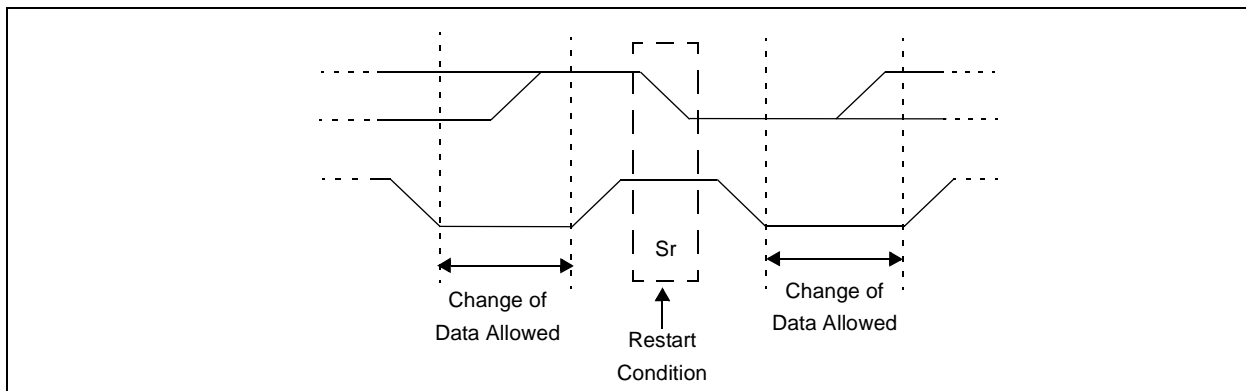 Sr
Change of
Data Allowed
Restart
Condition
Change of
Data Allowed